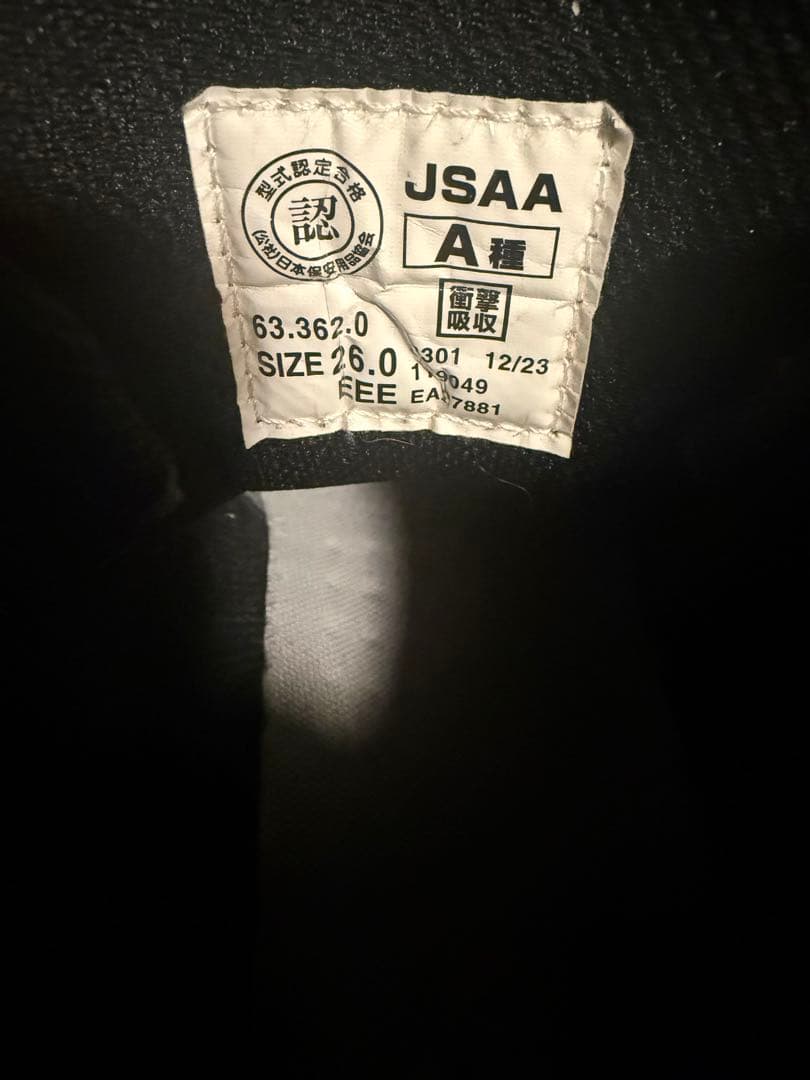 型式認定合格
認
(公社)日本保安用品協会
JSAA
A種
衝撃
吸収
63.362.0
SIZE 26.0
EEE
301 12/23